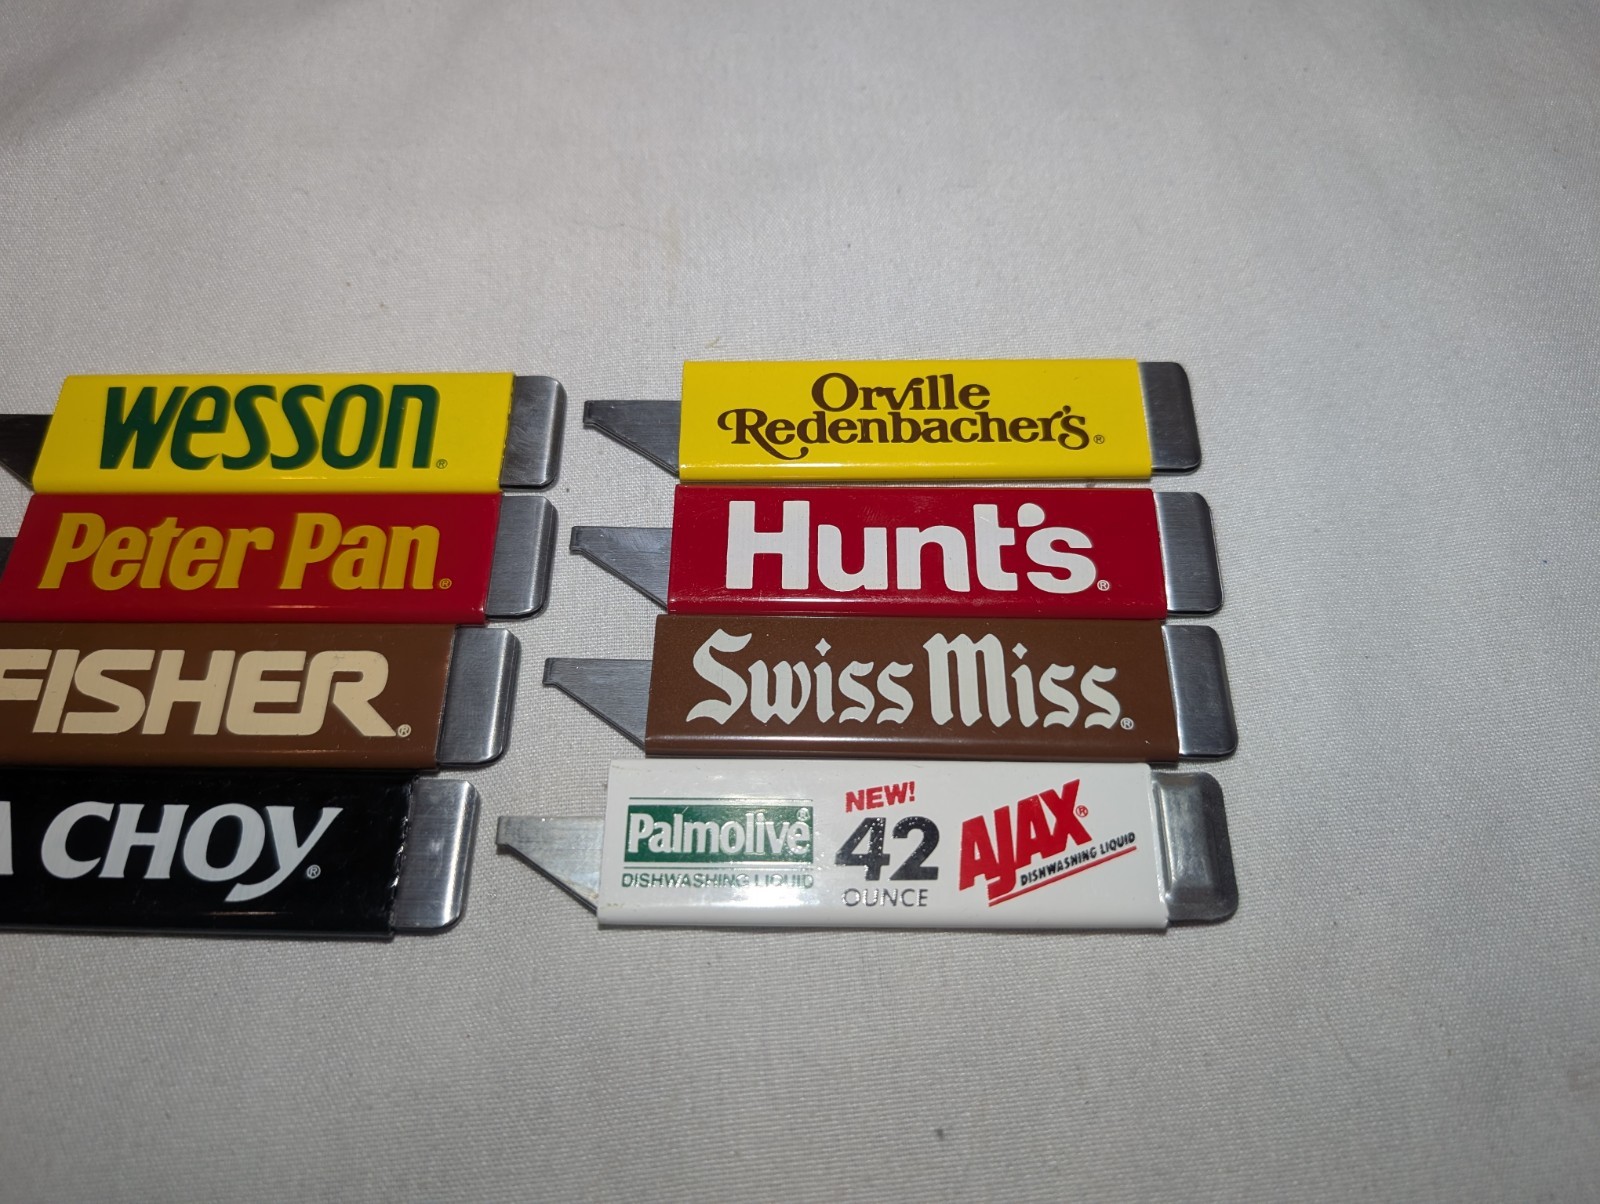 Wesson®
Peter Pan®
FISHER®
A CHOY®
Orville
Redenbacher's®
Hunt's®
Swiss Miss®
Palmolive®
DISHWASHING LIQUID
NEW!
42
OUNCE
AJAX®
DISHWASHING LIQUID